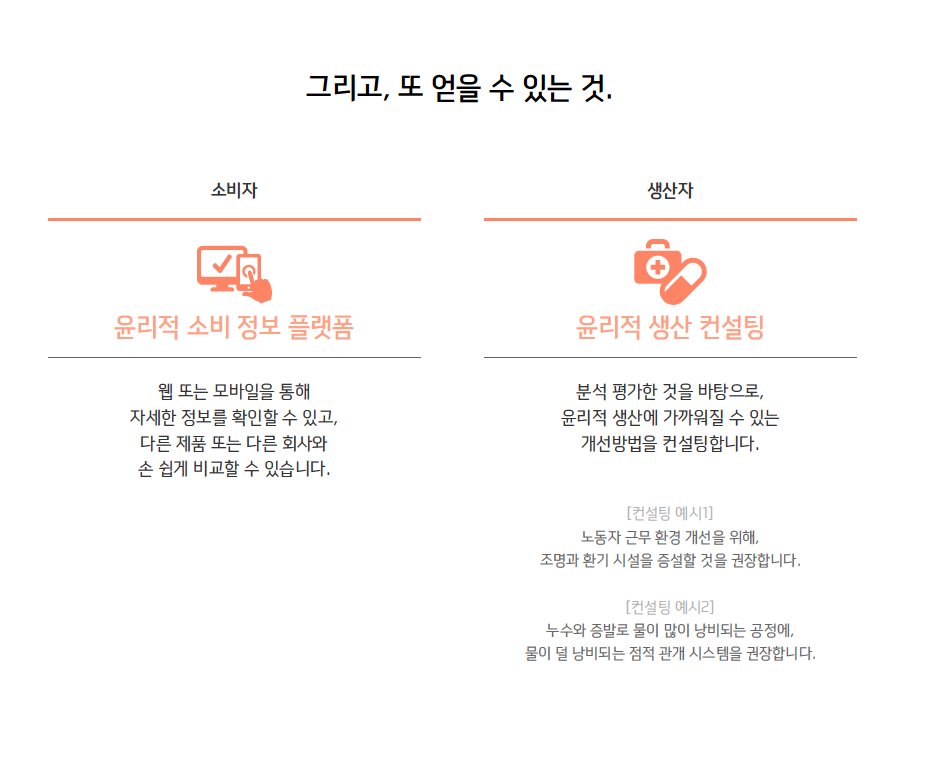 그리고, 또 얻을 수 있는 것.
소비자
윤리적 소비 정보 플랫폼
웹 또는 모바일을 통해
자세한 정보를 확인할 수 있고,
다른 제품 또는 다른 회사와
손 쉽게 비교할 수 있습니다.
생산자
윤리적 생산 컨설팅
분석 평가한 것을 바탕으로,
윤리적 생산에 가까워질 수 있는
개선방법을 컨설팅합니다.
[컨설팅 예시1]
노동자 근무 환경 개선을 위해,
조명과 환기 시설을 증설할 것을 권장합니다.
[컨설팅 예시2]
누수와 증발로 물이 많이 낭비되는 공정에,
물이 덜 낭비되는 점적 관개 시스템을 권장합니다.